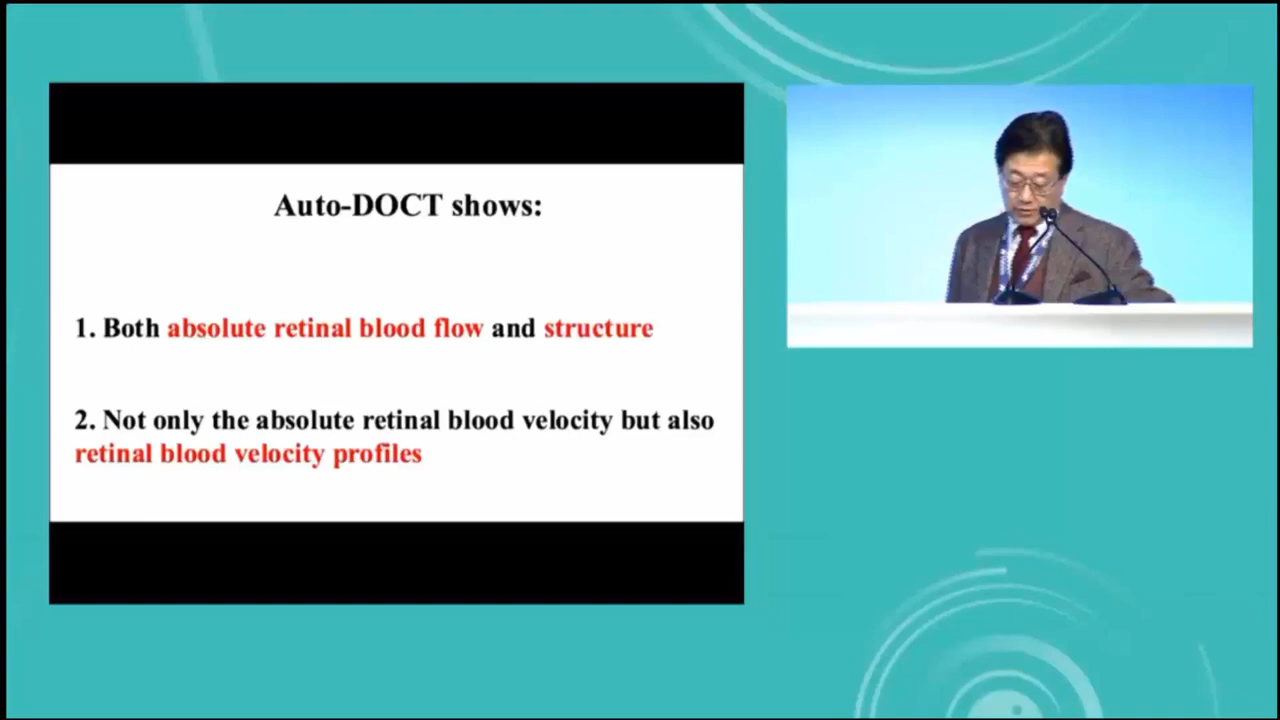 Auto-DOCT shows:
1. Both absolute retinal blood flow and structure
2. Not only the absolute retinal blood velocity but also
retinal blood velocity profiles